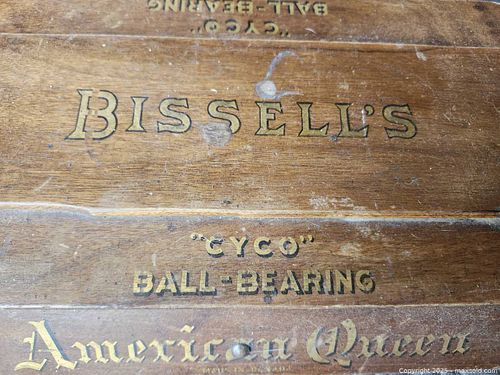 BALL-BEARING
"CYCO"
BISSELL'S
"CYCO"
BALL-BEARING
American Queen
Copyright 2025 - maxsold.com